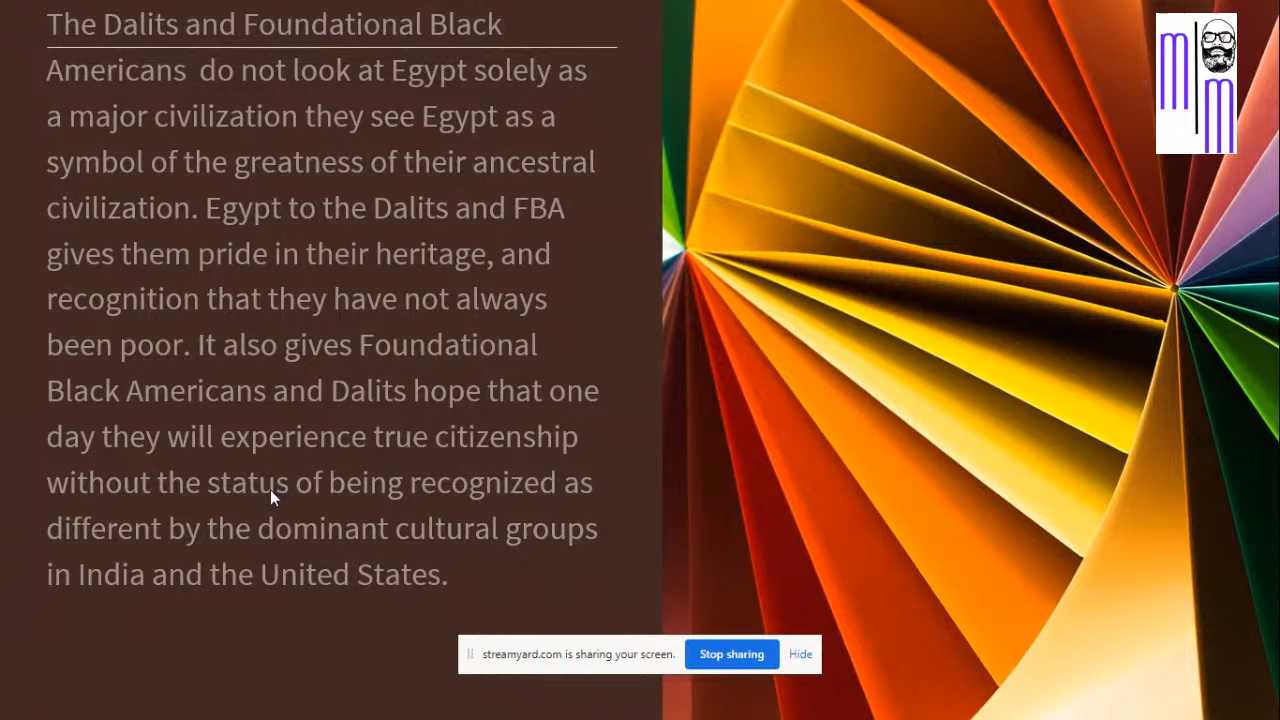 The Dalits and Foundational Black
Americans  do not look at Egypt solely as
a major civilization they see Egypt as a
symbol of the greatness of their ancestral
civilization. Egypt to the Dalits and FBA
gives them pride in their heritage, and
recognition that they have not always
been poor. It also gives Foundational
Black Americans and Dalits hope that one
day they will experience true citizenship
without the status of being recognized as
different by the dominant cultural groups
in India and the United States.
m
m
streamyard.com is sharing your screen. Stop sharing Hide